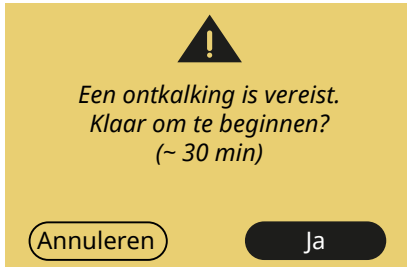 Een ontkalking is vereist.
Klaar om te beginnen?
(~ 30 min)
Annuleren
Ja